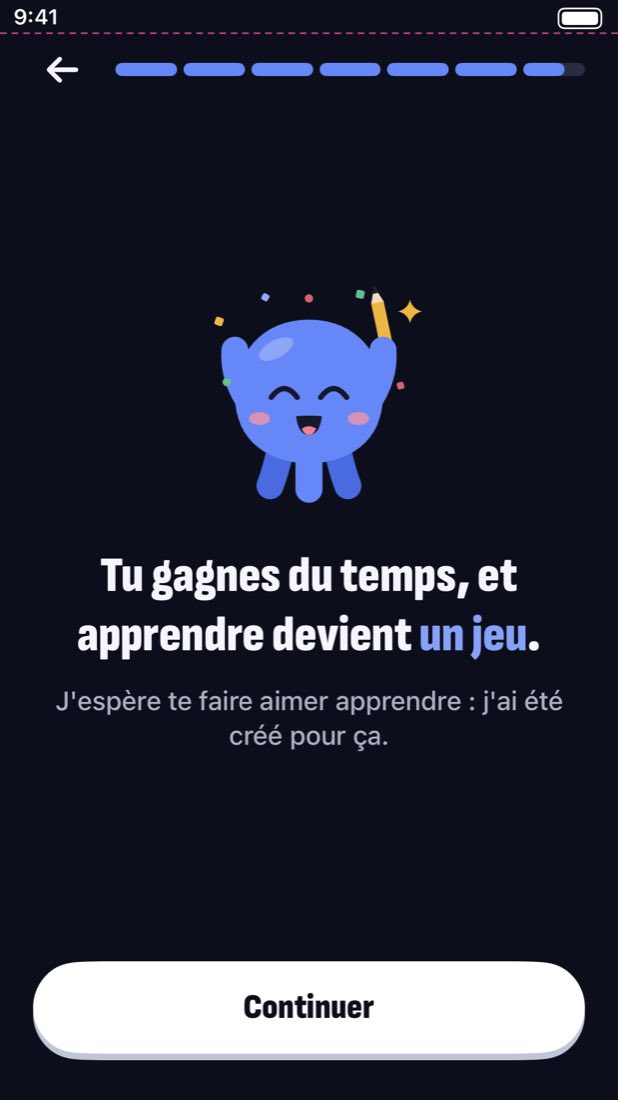 9:41
Tu gagnes du temps, et
apprendre devient un jeu.
J'espère te faire aimer apprendre : j'ai été
créé pour ça.
Continuer